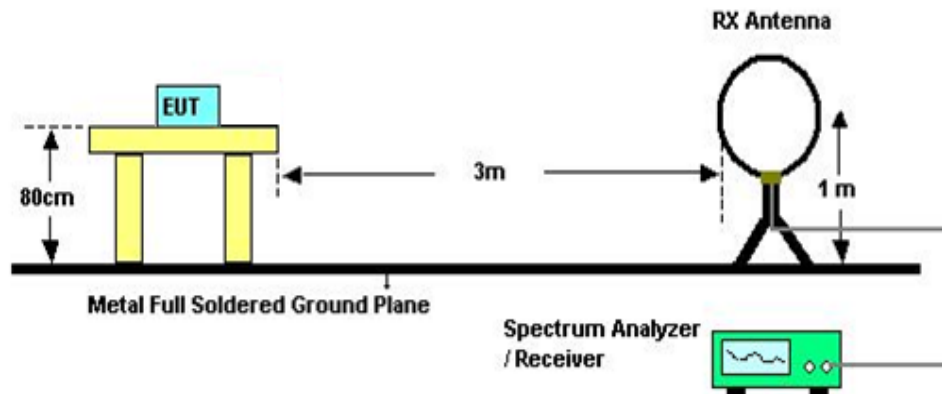 RX Antenna
EUT
3m
80cm
1 m
Metal Full Soldered Ground Plane
Spectrum Analyzer
/ Receiver